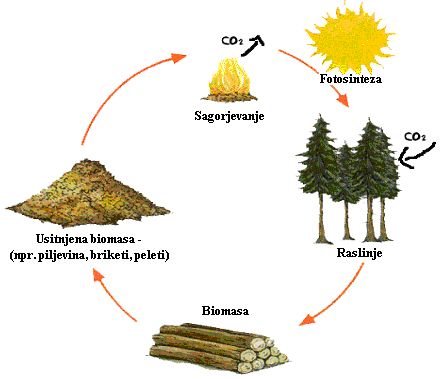 CO2
Fotosinteza
Sagorjevanje
CO2
Raslinje
Usitnjena biomasa -
(npr. piljevina, briketi, peleti)
Biomasa